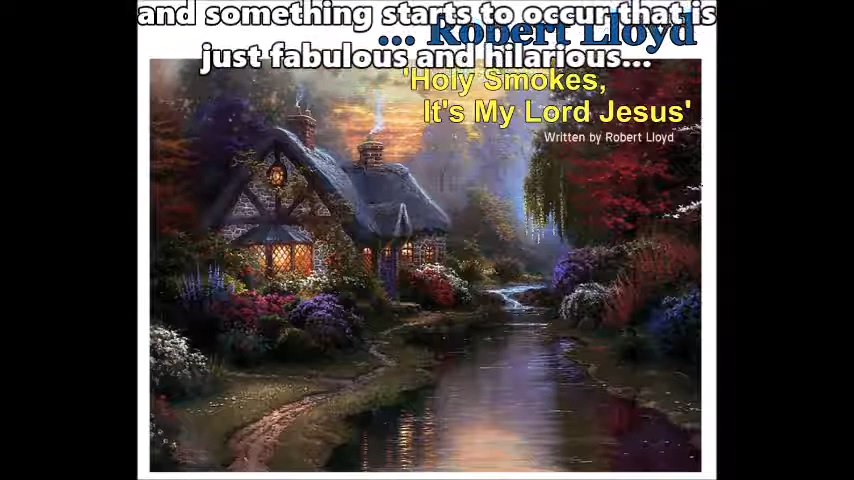 and something starts to occur that is
... Robert Lloyd
just fabulous and hilarious...
'Holy Smokes,
It's My Lord Jesus'
Written by Robert Lloyd